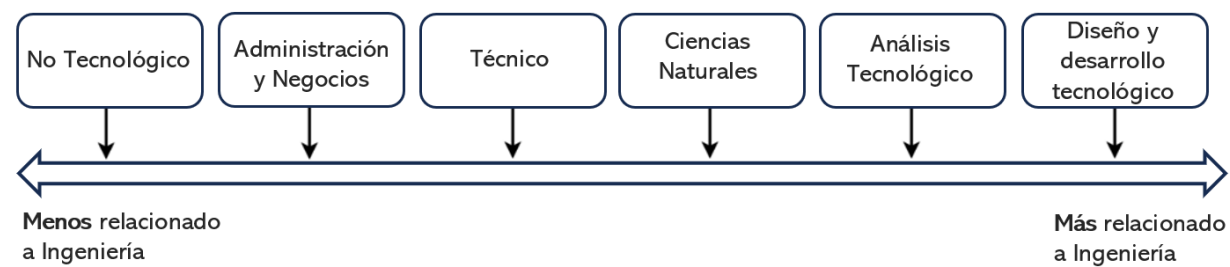 No Tecnológico
Administración
y Negocios
Técnico
Ciencias
Naturales
Análisis
Tecnológico
Diseño y
desarrollo
tecnológico
Menos relacionado
a Ingeniería
Más relacionado
a Ingeniería